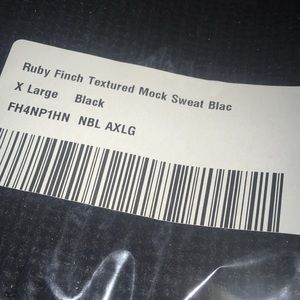 Ruby Finch Textured Mock Sweat Blac
X Large Black
FH4NP1HN NBL AXLG